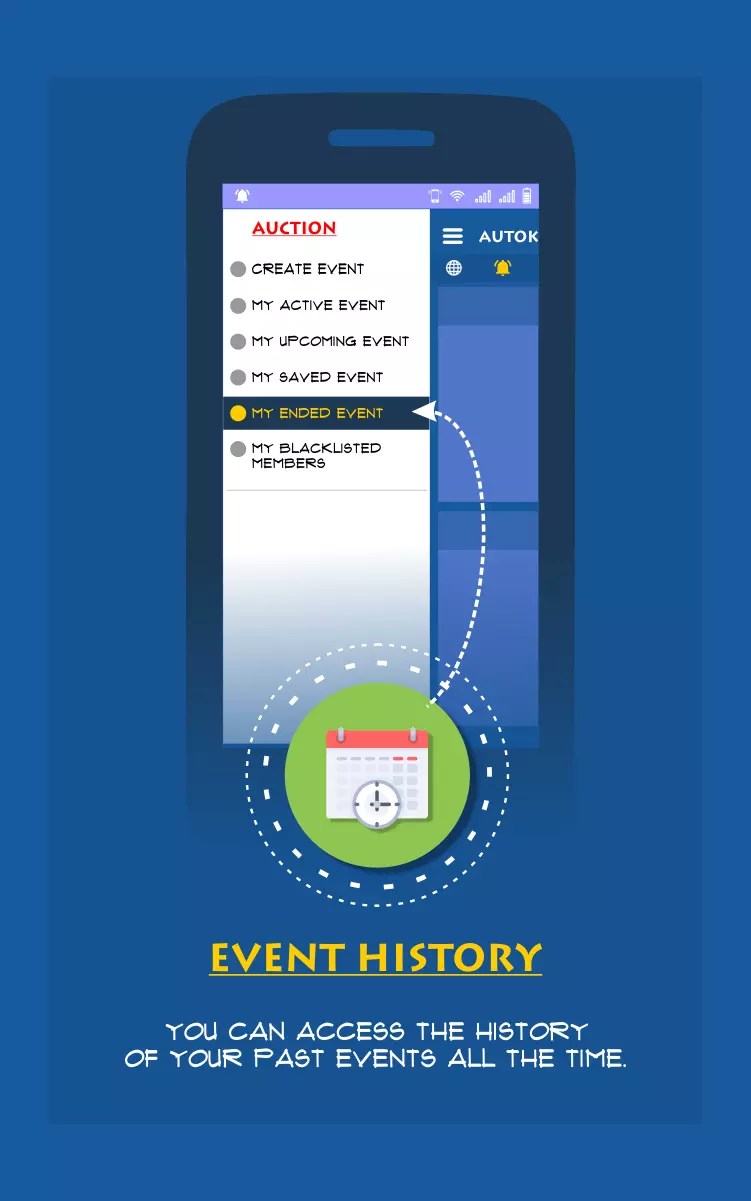 AUCTION
AUTOK
CREATE EVENT
MY ACTIVE EVENT
MY UPCOMING EVENT
MY SAVED EVENT
MY ENDED EVENT
MY BLACKLISTED
MEMBERS
EVENT HISTORY
YOU CAN ACCESS THE HISTORY
OF YOUR PAST EVENTS ALL THE TIME.